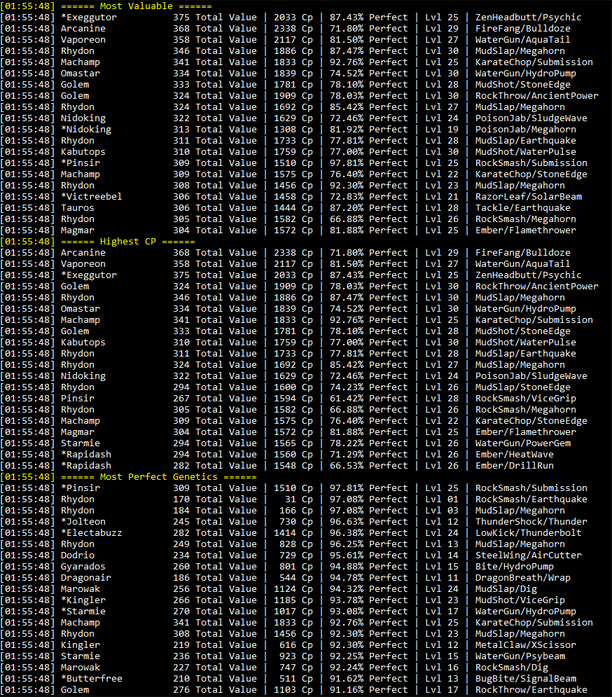 [01:55:48] ====== Most Valuable ======
[01:55:48] *Exeggutor 375 Total Value | 2033 Cp | 87.43% Perfect | Lvl 25 | ZenHeadbutt/Psychic
[01:55:48] Arcanine 368 Total Value | 2338 Cp | 71.80% Perfect | Lvl 29 | FireFang/Bulldoze
[01:55:48] Vaporeon 358 Total Value | 2117 Cp | 81.50% Perfect | Lvl 27 | WaterGun/AquaTail
[01:55:48] Rhydon 346 Total Value | 1886 Cp | 87.47% Perfect | Lvl 30 | MudSlap/Megahorn
[01:55:48] Machamp 341 Total Value | 1833 Cp | 92.76% Perfect | Lvl 25 | KarateChop/Submission
[01:55:48] Omastar 334 Total Value | 1839 Cp | 74.52% Perfect | Lvl 30 | WaterGun/HydroPump
[01:55:48] Golem 333 Total Value | 1781 Cp | 78.10% Perfect | Lvl 28 | MudShot/StoneEdge
[01:55:48] Golem 324 Total Value | 1909 Cp | 78.03% Perfect | Lvl 30 | RockThrow/AncientPower
[01:55:48] Rhydon 324 Total Value | 1692 Cp | 85.42% Perfect | Lvl 27 | MudSlap/Megahorn
[01:55:48] Nidoking 322 Total Value | 1629 Cp | 72.46% Perfect | Lvl 24 | PoisonJab/SludgeWave
[01:55:48] *Nidoking 313 Total Value | 1308 Cp | 81.92% Perfect | Lvl 19 | PoisonJab/Megahorn
[01:55:48] Rhydon 311 Total Value | 1733 Cp | 77.81% Perfect | Lvl 28 | MudSlap/Earthquake
[01:55:48] Kabutops 310 Total Value | 1759 Cp | 77.00% Perfect | Lvl 30 | MudShot/WaterPulse
[01:55:48] *Pinsir 309 Total Value | 1510 Cp | 97.81% Perfect | Lvl 25 | RockSmash/Submission
[01:55:48] Machamp 309 Total Value | 1575 Cp | 76.40% Perfect | Lvl 22 | KarateChop/StoneEdge
[01:55:48] Rhydon 308 Total Value | 1456 Cp | 92.30% Perfect | Lvl 23 | MudSlap/Megahorn
[01:55:48] *Victreebel 306 Total Value | 1458 Cp | 72.83% Perfect | Lvl 21 | RazorLeaf/SolarBeam
[01:55:48] Tauros 306 Total Value | 1444 Cp | 87.20% Perfect | Lvl 28 | Tackle/Earthquake
[01:55:48] Rhydon 305 Total Value | 1582 Cp | 66.88% Perfect | Lvl 26 | RockSmash/Megahorn
[01:55:48] Magmar 304 Total Value | 1572 Cp | 81.88% Perfect | Lvl 25 | Ember/Flamethrower
[01:55:48] ====== Highest CP ======
[01:55:48] Arcanine 368 Total Value | 2338 Cp | 71.80% Perfect | Lvl 29 | FireFang/Bulldoze
[01:55:48] Vaporeon 358 Total Value | 2117 Cp | 81.50% Perfect | Lvl 27 | WaterGun/AquaTail
[01:55:48] *Exeggutor 375 Total Value | 2033 Cp | 87.43% Perfect | Lvl 25 | ZenHeadbutt/Psychic
[01:55:48] Golem 324 Total Value | 1909 Cp | 78.03% Perfect | Lvl 30 | RockThrow/AncientPower
[01:55:48] Rhydon 346 Total Value | 1886 Cp | 87.47% Perfect | Lvl 30 | MudSlap/Megahorn
[01:55:48] Omastar 334 Total Value | 1839 Cp | 74.52% Perfect | Lvl 30 | WaterGun/HydroPump
[01:55:48] Machamp 341 Total Value | 1833 Cp | 92.76% Perfect | Lvl 25 | KarateChop/Submission
[01:55:48] Golem 333 Total Value | 1781 Cp | 78.10% Perfect | Lvl 28 | MudShot/StoneEdge
[01:55:48] Kabutops 310 Total Value | 1759 Cp | 77.00% Perfect | Lvl 30 | MudShot/WaterPulse
[01:55:48] Rhydon 311 Total Value | 1733 Cp | 77.81% Perfect | Lvl 28 | MudSlap/Earthquake
[01:55:48] Rhydon 324 Total Value | 1692 Cp | 85.42% Perfect | Lvl 27 | MudSlap/Megahorn
[01:55:48] Nidoking 322 Total Value | 1629 Cp | 72.46% Perfect | Lvl 24 | PoisonJab/SludgeWave
[01:55:48] Rhydon 294 Total Value | 1600 Cp | 74.23% Perfect | Lvl 26 | MudSlap/StoneEdge
[01:55:48] Pinsir 267 Total Value | 1594 Cp | 61.42% Perfect | Lvl 28 | RockSmash/ViceGrip
[01:55:48] Rhydon 305 Total Value | 1582 Cp | 66.88% Perfect | Lvl 26 | RockSmash/Megahorn
[01:55:48] Machamp 309 Total Value | 1575 Cp | 76.40% Perfect | Lvl 22 | KarateChop/StoneEdge
[01:55:48] Magmar 304 Total Value | 1572 Cp | 81.88% Perfect | Lvl 25 | Ember/Flamethrower
[01:55:48] Starmie 294 Total Value | 1565 Cp | 78.22% Perfect | Lvl 26 | WaterGun/PowerGem
[01:55:48] *Rapidash 294 Total Value | 1560 Cp | 71.29% Perfect | Lvl 26 | Ember/HeatWave
[01:55:48] *Rapidash 282 Total Value | 1548 Cp | 66.53% Perfect | Lvl 26 | Ember/DrillRun
[01:55:48] ====== Most Perfect Genetics ======
[01:55:48] *Pinsir 309 Total Value | 1510 Cp | 97.81% Perfect | Lvl 25 | RockSmash/Submission
[01:55:48] Rhydon 170 Total Value | 31 Cp | 97.08% Perfect | Lvl 01 | RockSmash/Earthquake
[01:55:48] Rhydon 184 Total Value | 166 Cp | 97.08% Perfect | Lvl 03 | MudSlap/Megahorn
[01:55:48] *Jolteon 245 Total Value | 730 Cp | 96.63% Perfect | Lvl 12 | ThunderShock/Thunder
[01:55:48] *Electabuzz 282 Total Value | 1414 Cp | 96.38% Perfect | Lvl 24 | LowKick/Thunderbolt
[01:55:48] Rhydon 249 Total Value | 828 Cp | 96.25% Perfect | Lvl 13 | MudSlap/Megahorn
[01:55:48] Dodrio 234 Total Value | 729 Cp | 95.61% Perfect | Lvl 14 | SteelWing/AirCutter
[01:55:48] Gyarados 260 Total Value | 801 Cp | 94.88% Perfect | Lvl 15 | Bite/HydroPump
[01:55:48] Dragonair 186 Total Value | 544 Cp | 94.78% Perfect | Lvl 11 | DragonBreath/Wrap
[01:55:48] Marowak 256 Total Value | 1124 Cp | 94.32% Perfect | Lvl 24 | MudSlap/Dig
[01:55:48] *Kingler 266 Total Value | 1185 Cp | 93.78% Perfect | Lvl 23 | MudShot/ViceGrip
[01:55:48] *Starmie 270 Total Value | 1017 Cp | 93.08% Perfect | Lvl 17 | WaterGun/HydroPump
[01:55:48] Machamp 341 Total Value | 1833 Cp | 92.76% Perfect | Lvl 25 | KarateChop/Submission
[01:55:48] Rhydon 308 Total Value | 1456 Cp | 92.30% Perfect | Lvl 23 | MudSlap/Megahorn
[01:55:48] Kingler 219 Total Value | 616 Cp | 92.30% Perfect | Lvl 12 | MetalClaw/XScissor
[01:55:48] Starmie 236 Total Value | 923 Cp | 92.25% Perfect | Lvl 15 | WaterGun/Psybeam
[01:55:48] Marowak 227 Total Value | 747 Cp | 92.24% Perfect | Lvl 16 | RockSmash/Dig
[01:55:48] *Butterfree 210 Total Value | 511 Cp | 91.62% Perfect | Lvl 13 | BugBite/SignalBeam
[01:55:48] Golem 276 Total Value | 1103 Cp | 91.16% Perfect | Lvl 17 | RockThrow/Earthquake